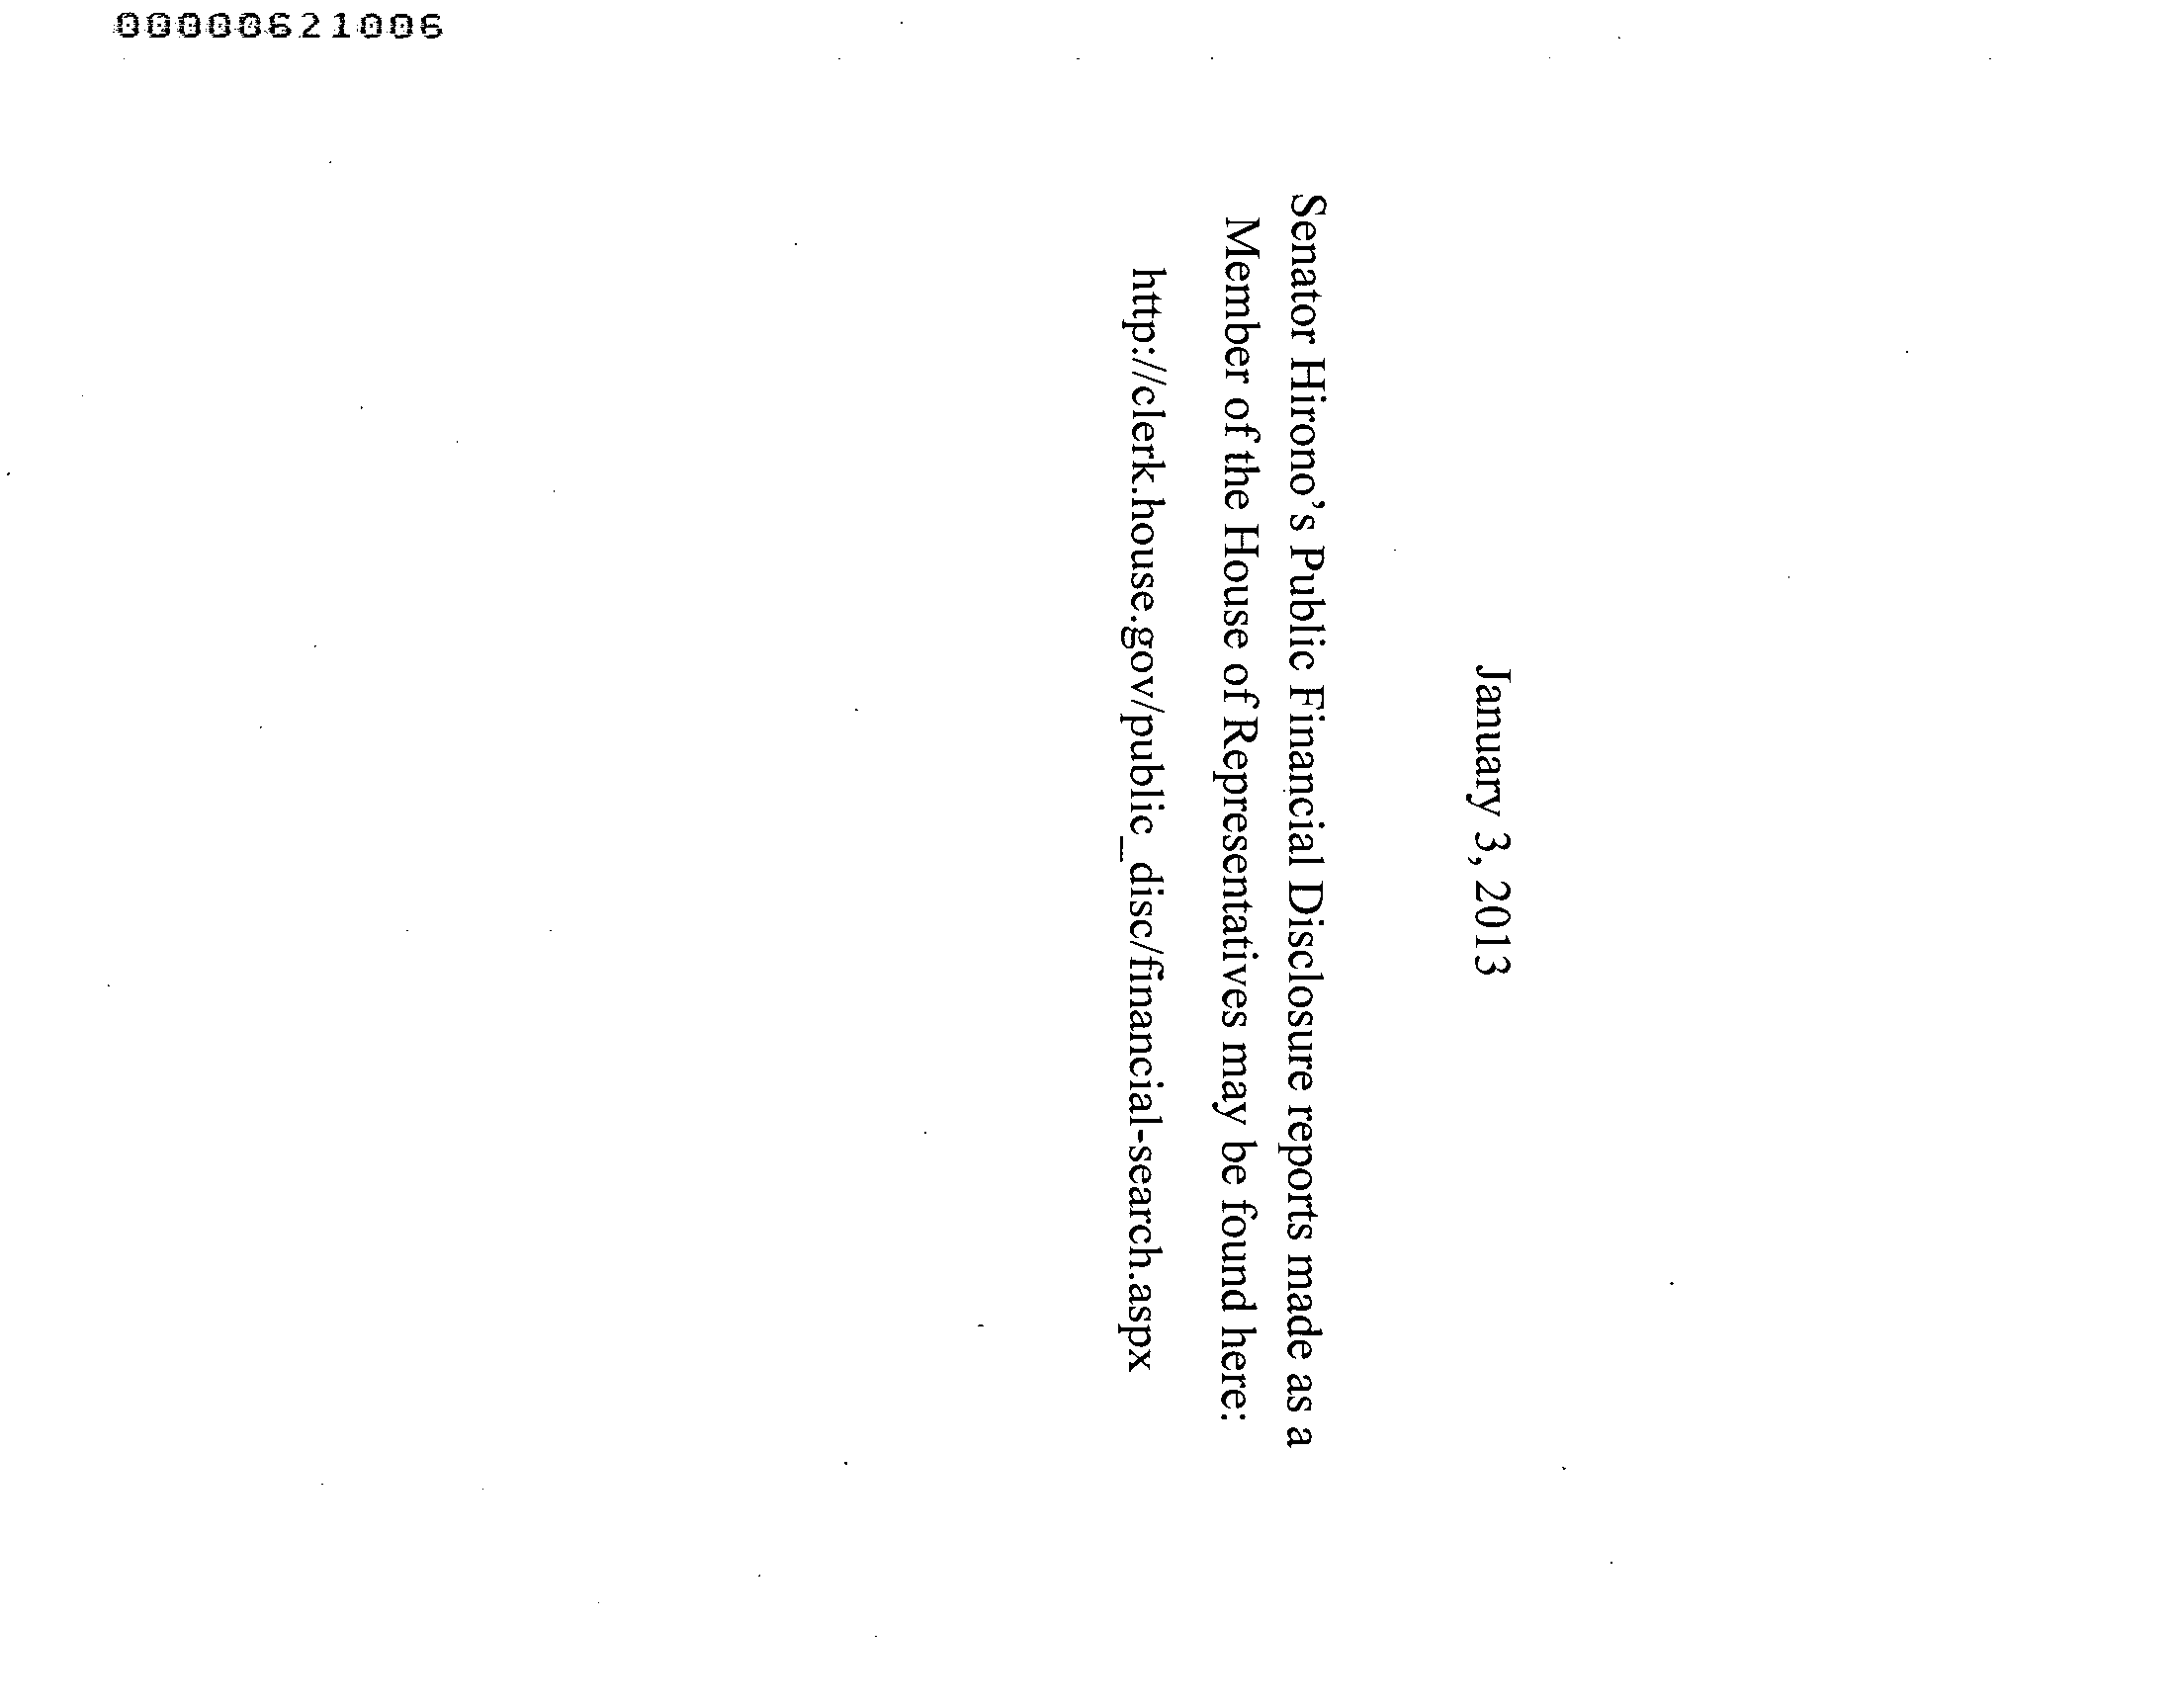 00000621006
January 3, 2013
Senator Hirono's Public Financial Disclosure reports made as a
Member of the House of Representatives may be found here:
http://clerk.house.gov/public_disc/financial-search.aspx